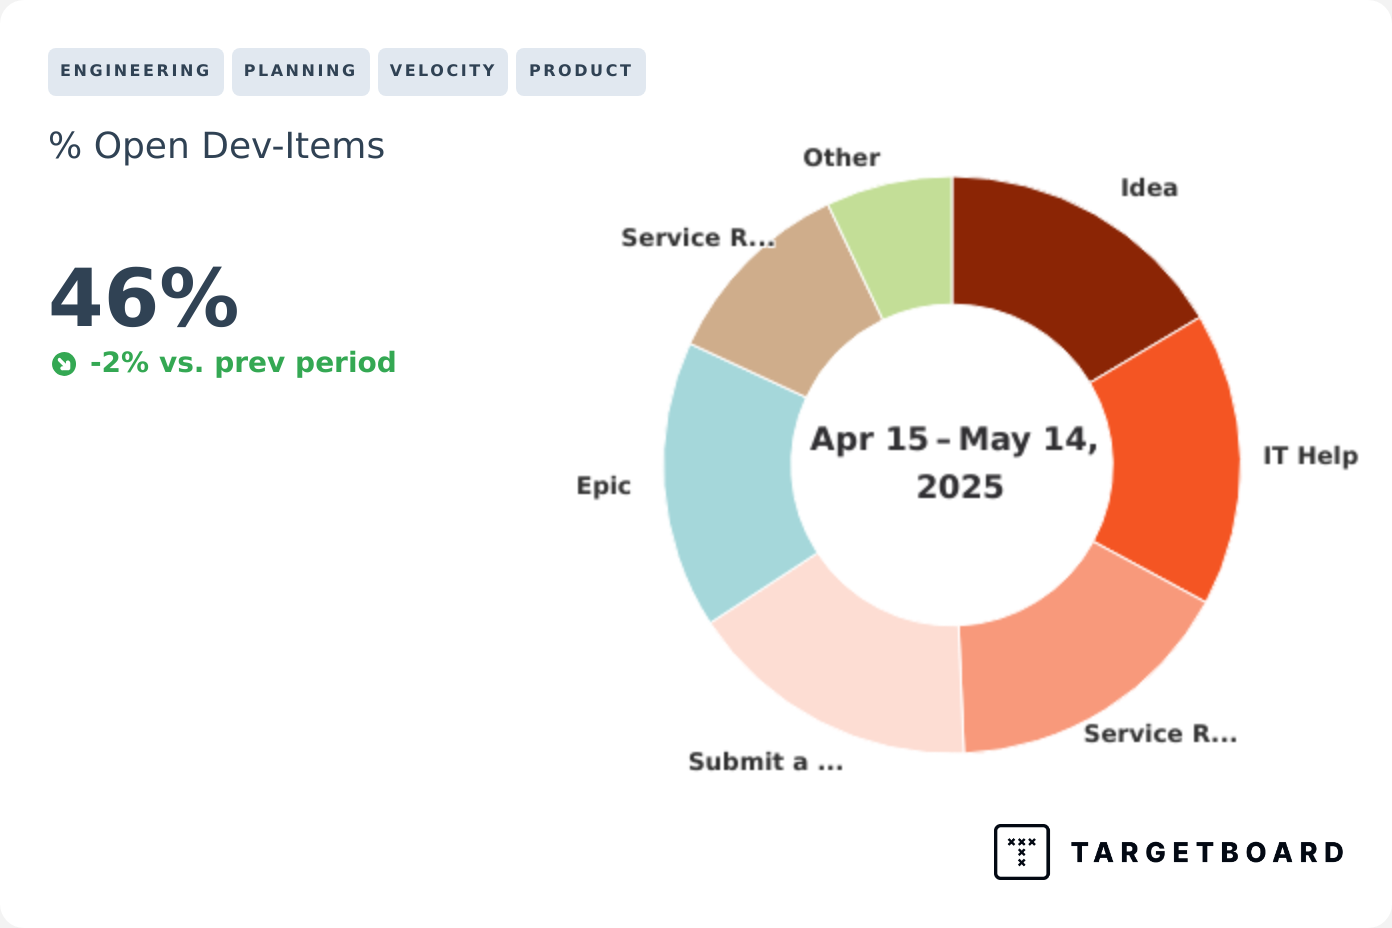 ENGINEERING PLANNING VELOCITY PRODUCT
% Open Dev-Items
46%
-2% vs. prev period
Other
Idea
Service R...
IT Help
Epic
Service R...
Submit a ...
Apr 15 – May 14,
2025
TARGETBOARD